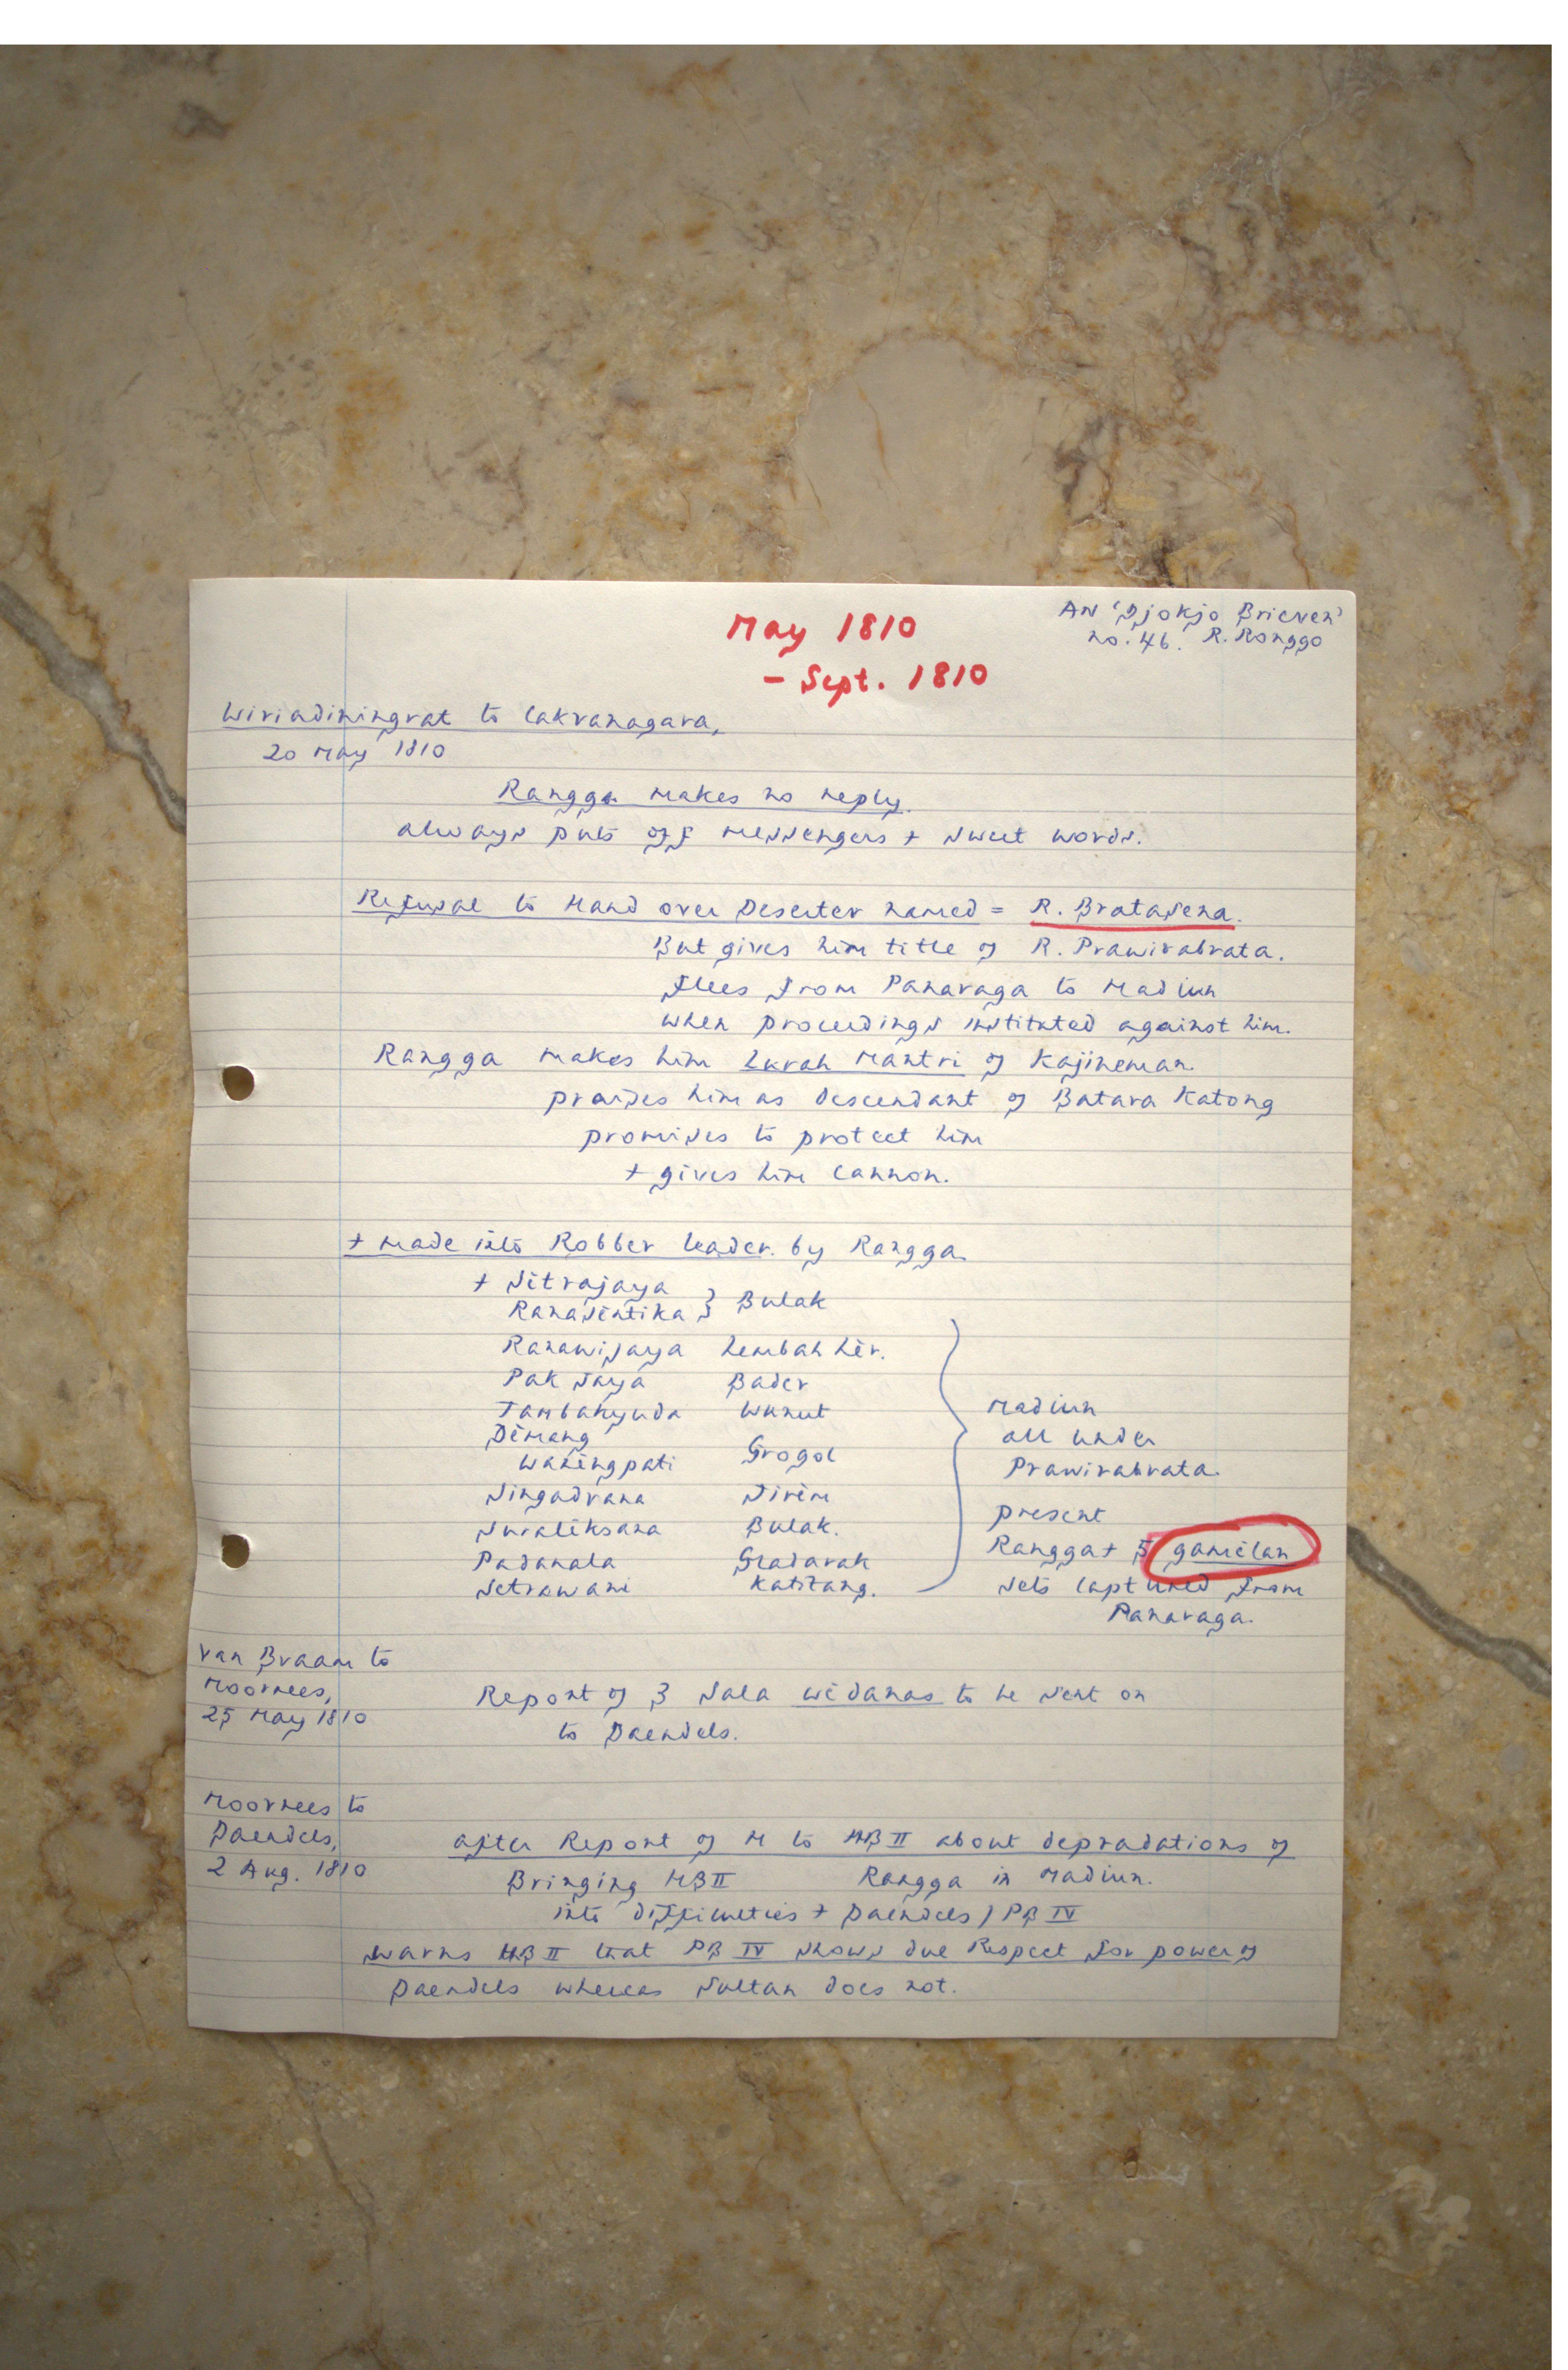 May 1810
- Sept. 1810
AN 'Djokjo Brieven'
no. 46. R. Ronggo
Wiriadiningrat to Cakranagara,
20 May 1810
Rangga makes no reply.
always puts off messengers + sweet words.
Refusal to Hand over Deserter named = R. Bratasena.
But gives him title of R. Prawirabrata.
flees from Panaraga to Madiun
when proceedings instituted against him.
Rangga makes him Lurah Mantri of Kajineman.
praises him as descendant of Batara Katong
promises to protect him
+ gives him cannon.
+ made into Robber leader by Rangga
+ Sitrajaya
Ranasentika } Bulak
Ranawijaya Lembah Lèr.
Pak Jaya Bader
Tambakyuda Wunut
Demang
Waningpati Grogol
Singadrana Sirèm
Suraleksana Bulak.
Padanala Gladarak
Setrawani Katitang.
Madiun
all under
Prawirabrata.
present
Rangga + 5 gamelan
sets captured from
Panaraga.
van Braam to
Moorrees,
25 May 1810
Report of 3 Sala wedanas to be sent on
to Daendels.
Moorrees to
Daendels,
2 Aug. 1810
after Report of M to HB II about depradations of
Bringing HB II Rangga in Madiun.
into difficulties + Daendels / PB IV
warns HB II that PB IV shows due Respect for power of
Daendels whereas Sultan does not.